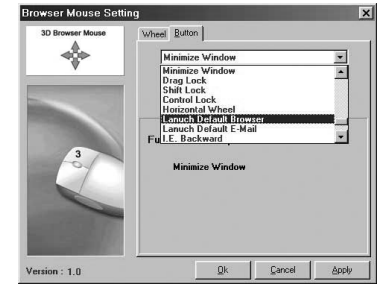 Browser Mouse Setting
3D Browser Mouse
Wheel Button
Minimize Window
Minimize Window
Drag Lock
Shift Lock
Control Lock
Horizontal Wheel
Lanuch Default Browser
Lanuch Default E-Mail
I.E. Backward
Fu
Minimize Window
3
Version : 1.0
Ok Cancel Apply